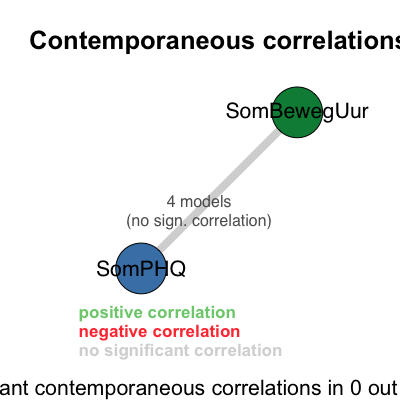 Contemporaneous correlations
SomBewegUur
4 models
(no sign. correlation)
SomPHQ
positive correlation
negative correlation
no significant correlation
ant contemporaneous correlations in 0 out